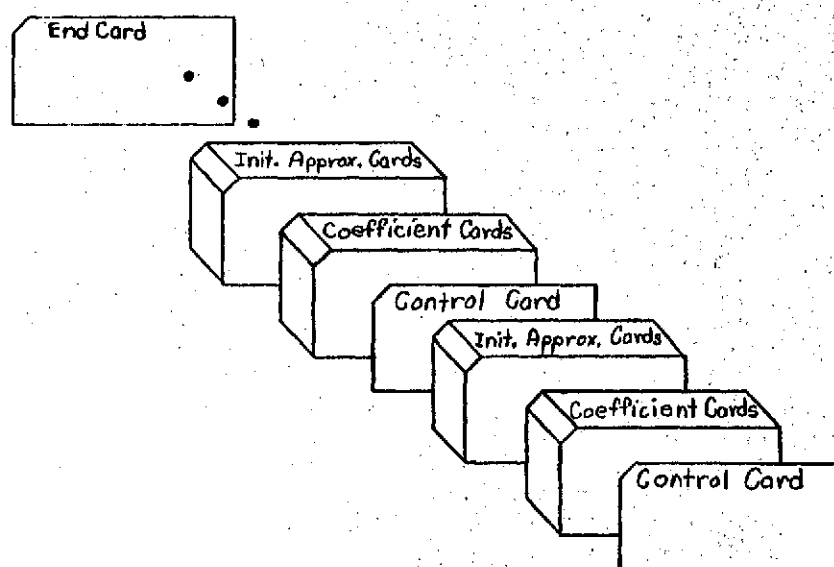 End Card
Init. Approx. Cards
Coefficient Cards
Control Card
Init. Approx. Cards
Coefficient Cards
Control Card